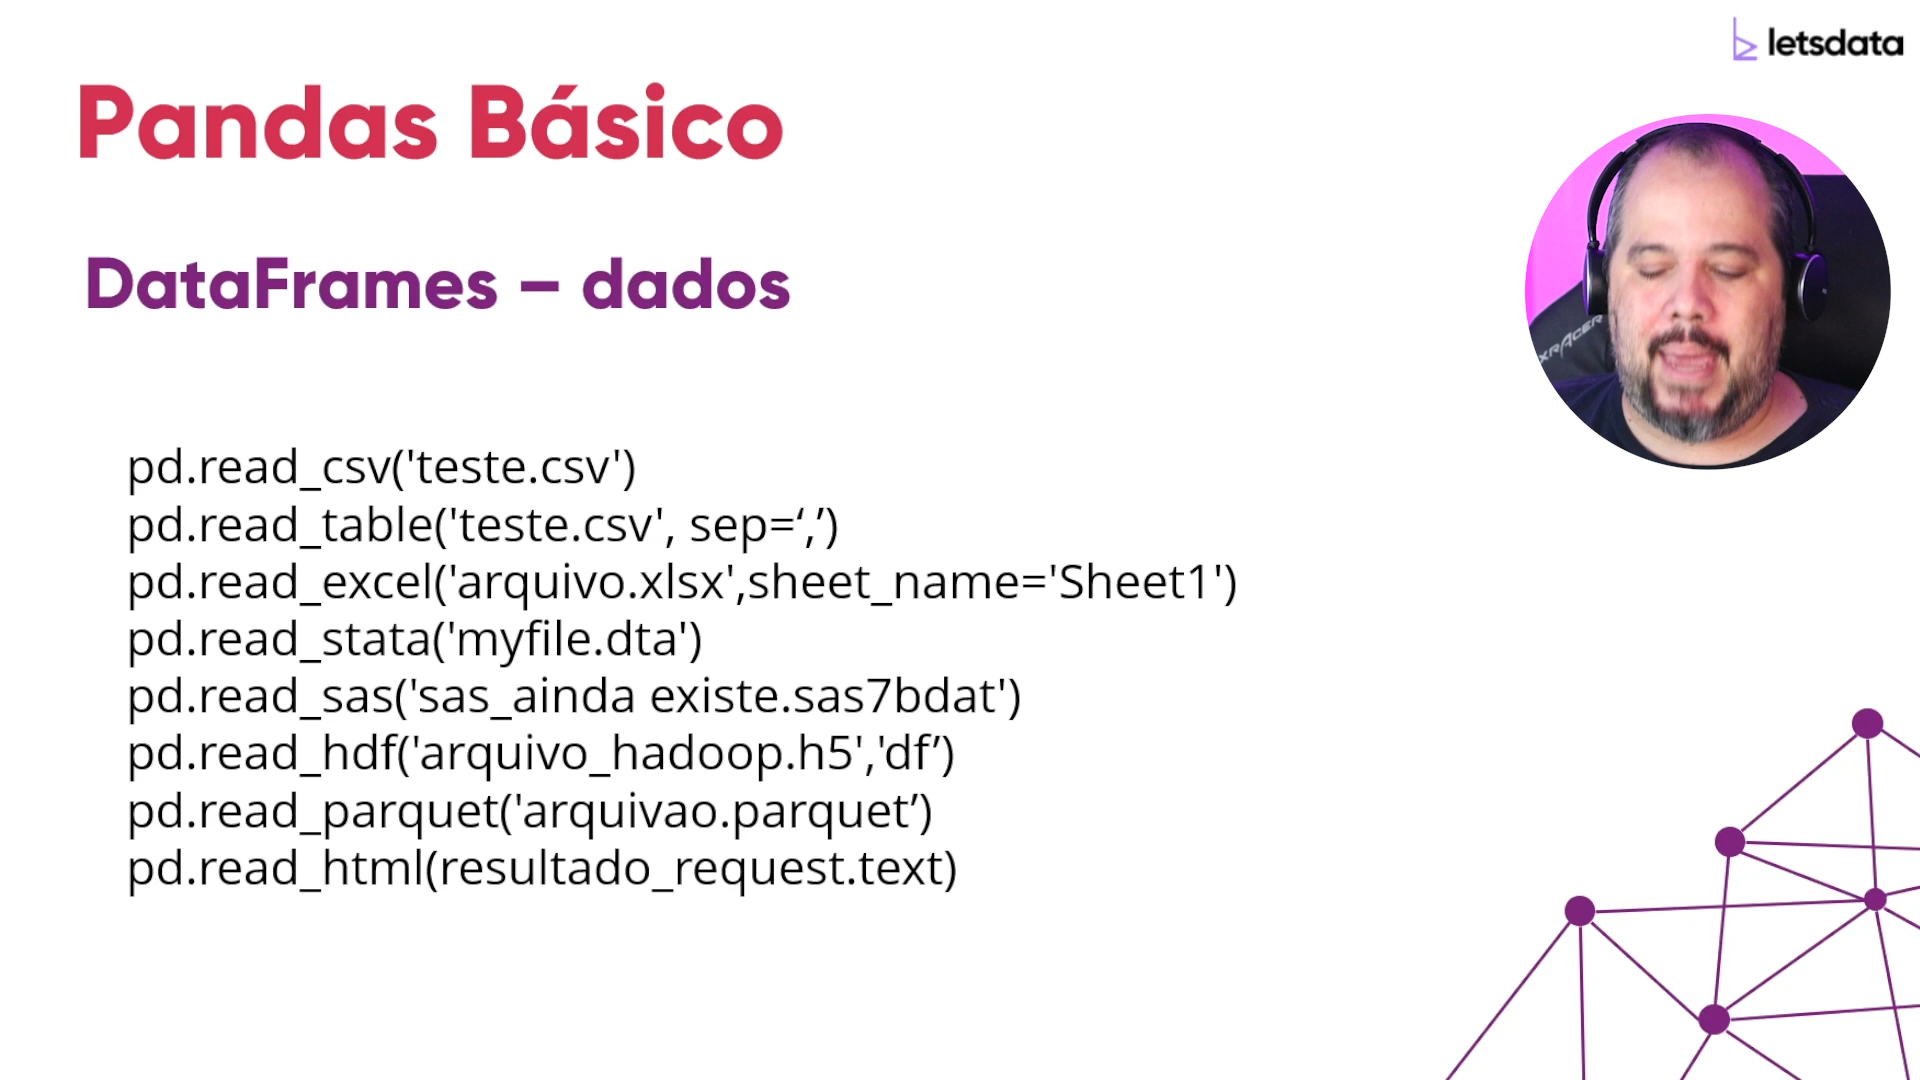 letsdata
Pandas Básico
DataFrames – dados
XRACER
pd.read_csv('teste.csv')
pd.read_table('teste.csv', sep=‘,’)
pd.read_excel('arquivo.xlsx',sheet_name='Sheet1')
pd.read_stata('myfile.dta')
pd.read_sas('sas_ainda existe.sas7bdat')
pd.read_hdf('arquivo_hadoop.h5','df’)
pd.read_parquet('arquivao.parquet’)
pd.read_html(resultado_request.text)